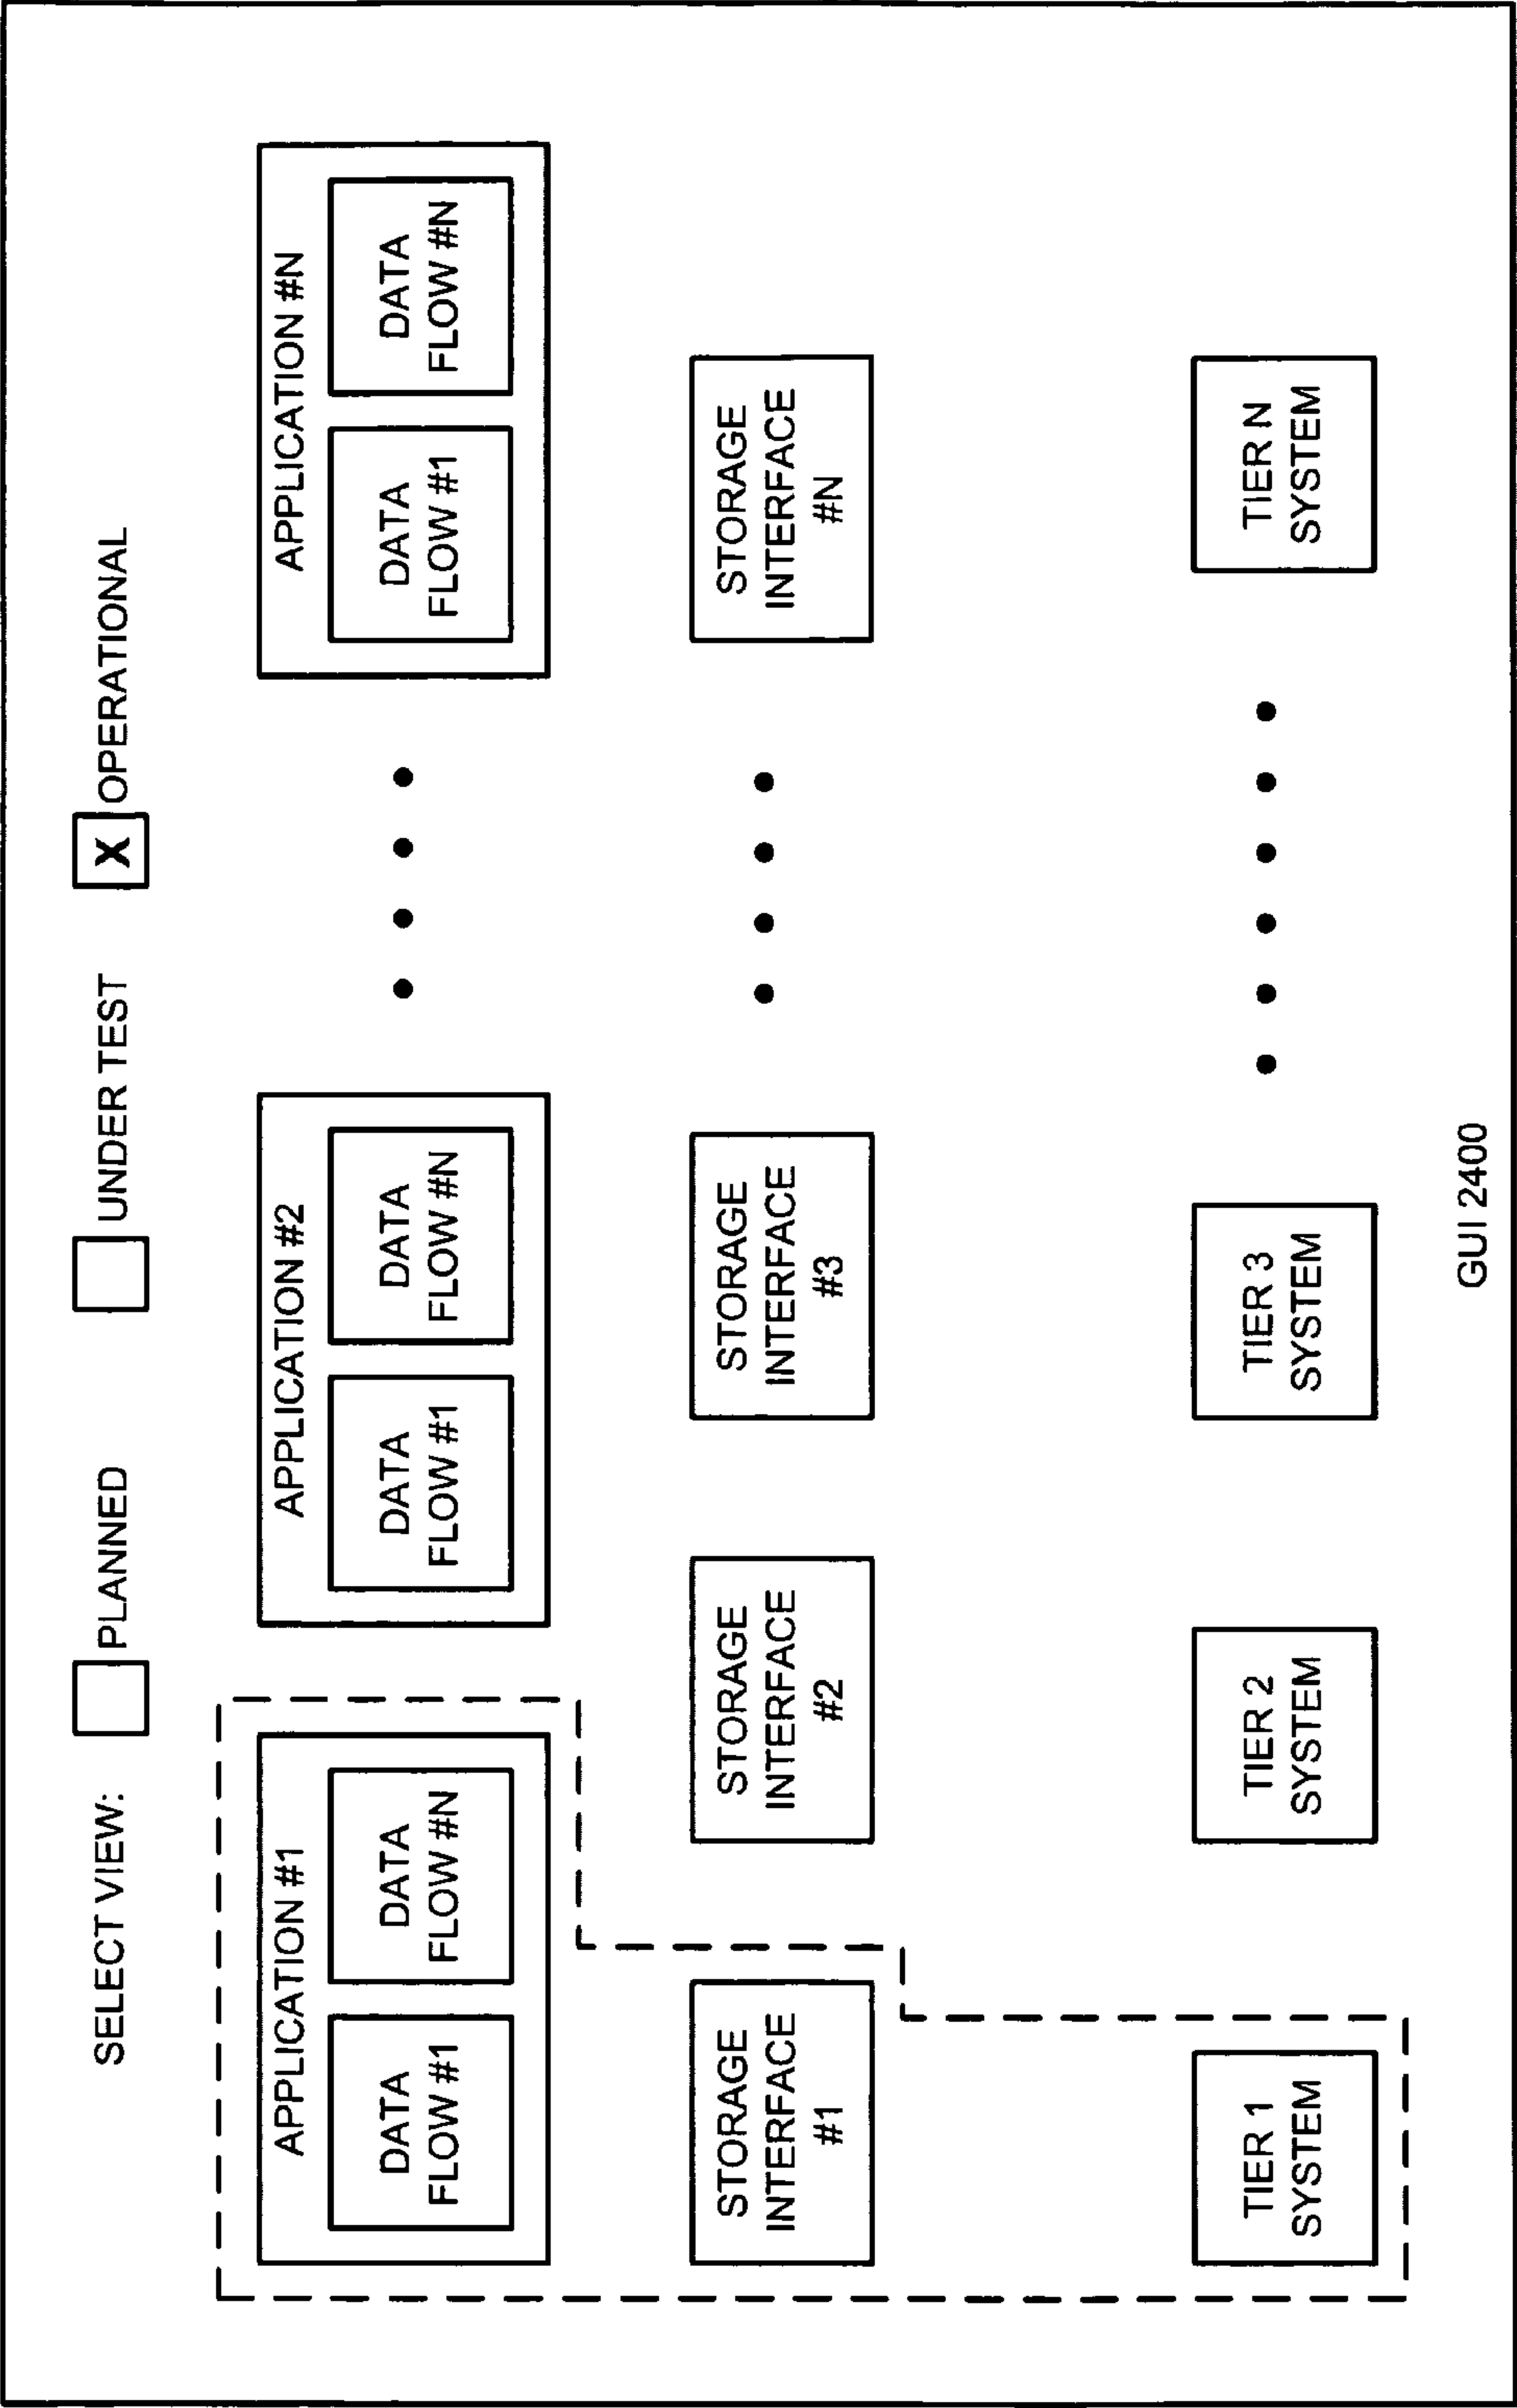 SELECT VIEW:
PLANNED
UNDER TEST
X OPERATIONAL
APPLICATION #1
DATA
FLOW #1
DATA
FLOW #N
APPLICATION #2
DATA
FLOW #1
DATA
FLOW #N
APPLICATION #N
DATA
FLOW #1
DATA
FLOW #N
STORAGE
INTERFACE
#1
STORAGE
INTERFACE
#2
STORAGE
INTERFACE
#3
STORAGE
INTERFACE
#N
TIER 1
SYSTEM
TIER 2
SYSTEM
TIER 3
SYSTEM
TIER N
SYSTEM
GUI 2400